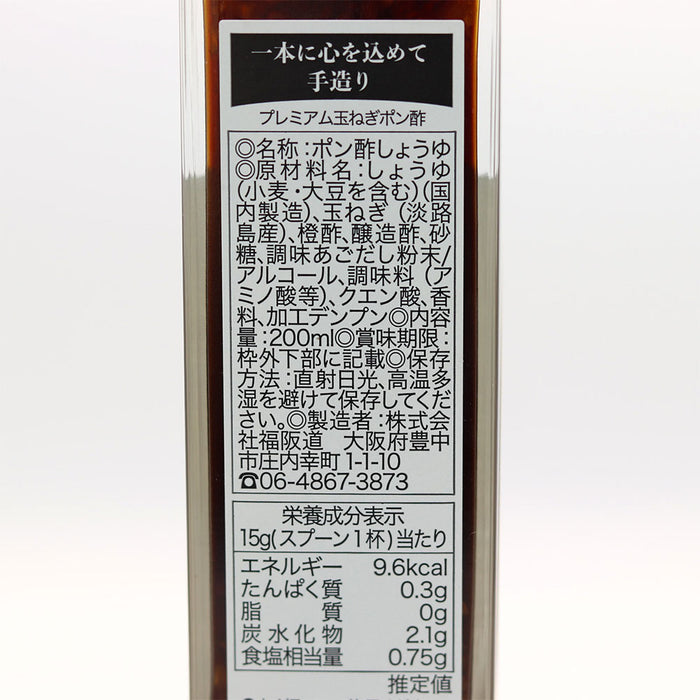 一本に心を込めて
手造り
プレミアム玉ねぎポン酢
◎名称:ポン酢しょうゆ
◎原材料名:しょうゆ
(小麦・大豆を含む)(国
内製造)、玉ねぎ(淡路
島産)、橙酢、醸造酢、砂
糖、調味あごだし粉末/
アルコール、調味料(ア
ミノ酸等)、クエン酸、香
料、加工デンプン◎内容
量:200ml◎賞味期限:
枠外下部に記載◎保存
方法:直射日光、高温多
湿を避けて保存してくだ
さい。◎製造者:株式会
社福阪道 大阪府豊中
市庄内幸町1-1-10
☎06-4867-3873
栄養成分表示
15g(スプーン1杯)当たり
エネルギー 9.6kcal
たんぱく質 0.3g
脂質 0g
炭水化物 2.1g
食塩相当量 0.75g
推定値